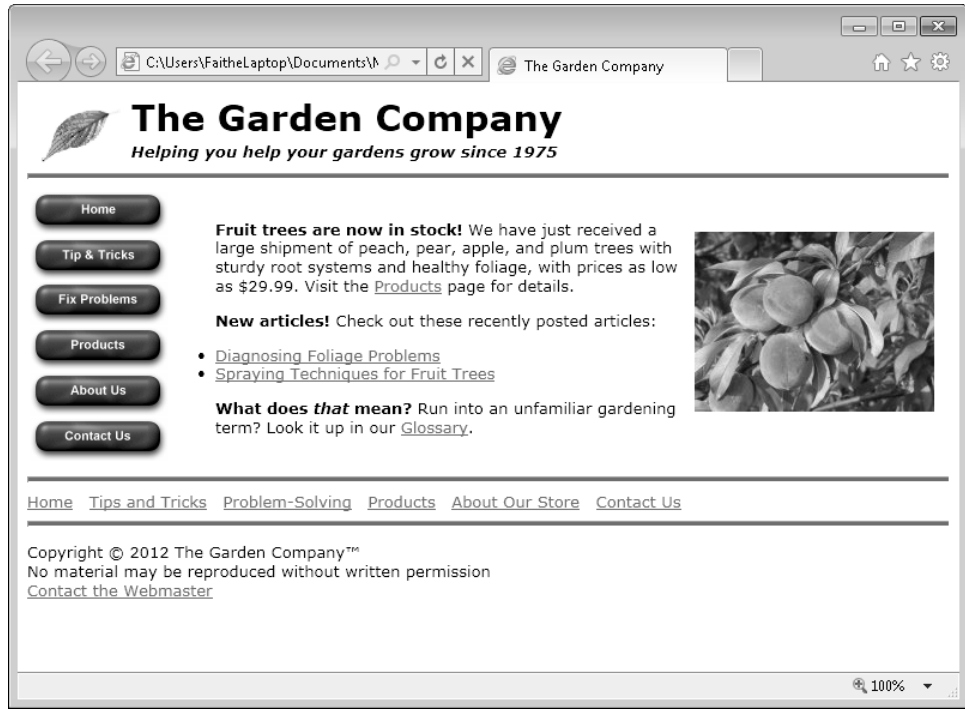 C:\Users\FaitheLaptop\Documents\
The Garden Company
The Garden Company
Helping you help your gardens grow since 1975
Home
Tip & Tricks
Fix Problems
Products
About Us
Contact Us
Fruit trees are now in stock! We have just received a
large shipment of peach, pear, apple, and plum trees with
sturdy root systems and healthy foliage, with prices as low
as $29.99. Visit the Products page for details.
New articles! Check out these recently posted articles:
• Diagnosing Foliage Problems
• Spraying Techniques for Fruit Trees
What does that mean? Run into an unfamiliar gardening
term? Look it up in our Glossary.
Home Tips and Tricks Problem-Solving Products About Our Store Contact Us
Copyright © 2012 The Garden Company™
No material may be reproduced without written permission
Contact the Webmaster
100%